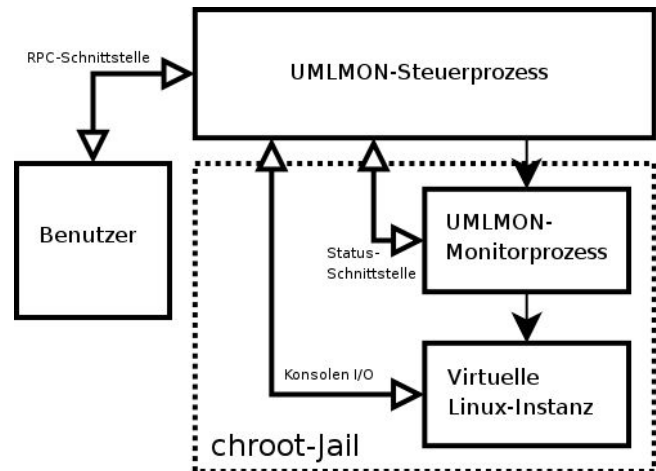 RPC-Schnittstelle
UMLMON-Steuerprozess
Benutzer
UMLMON-
Monitorprozess
Status-
Schnittstelle
Konsolen I/O
Virtuelle
Linux-Instanz
chroot-Jail